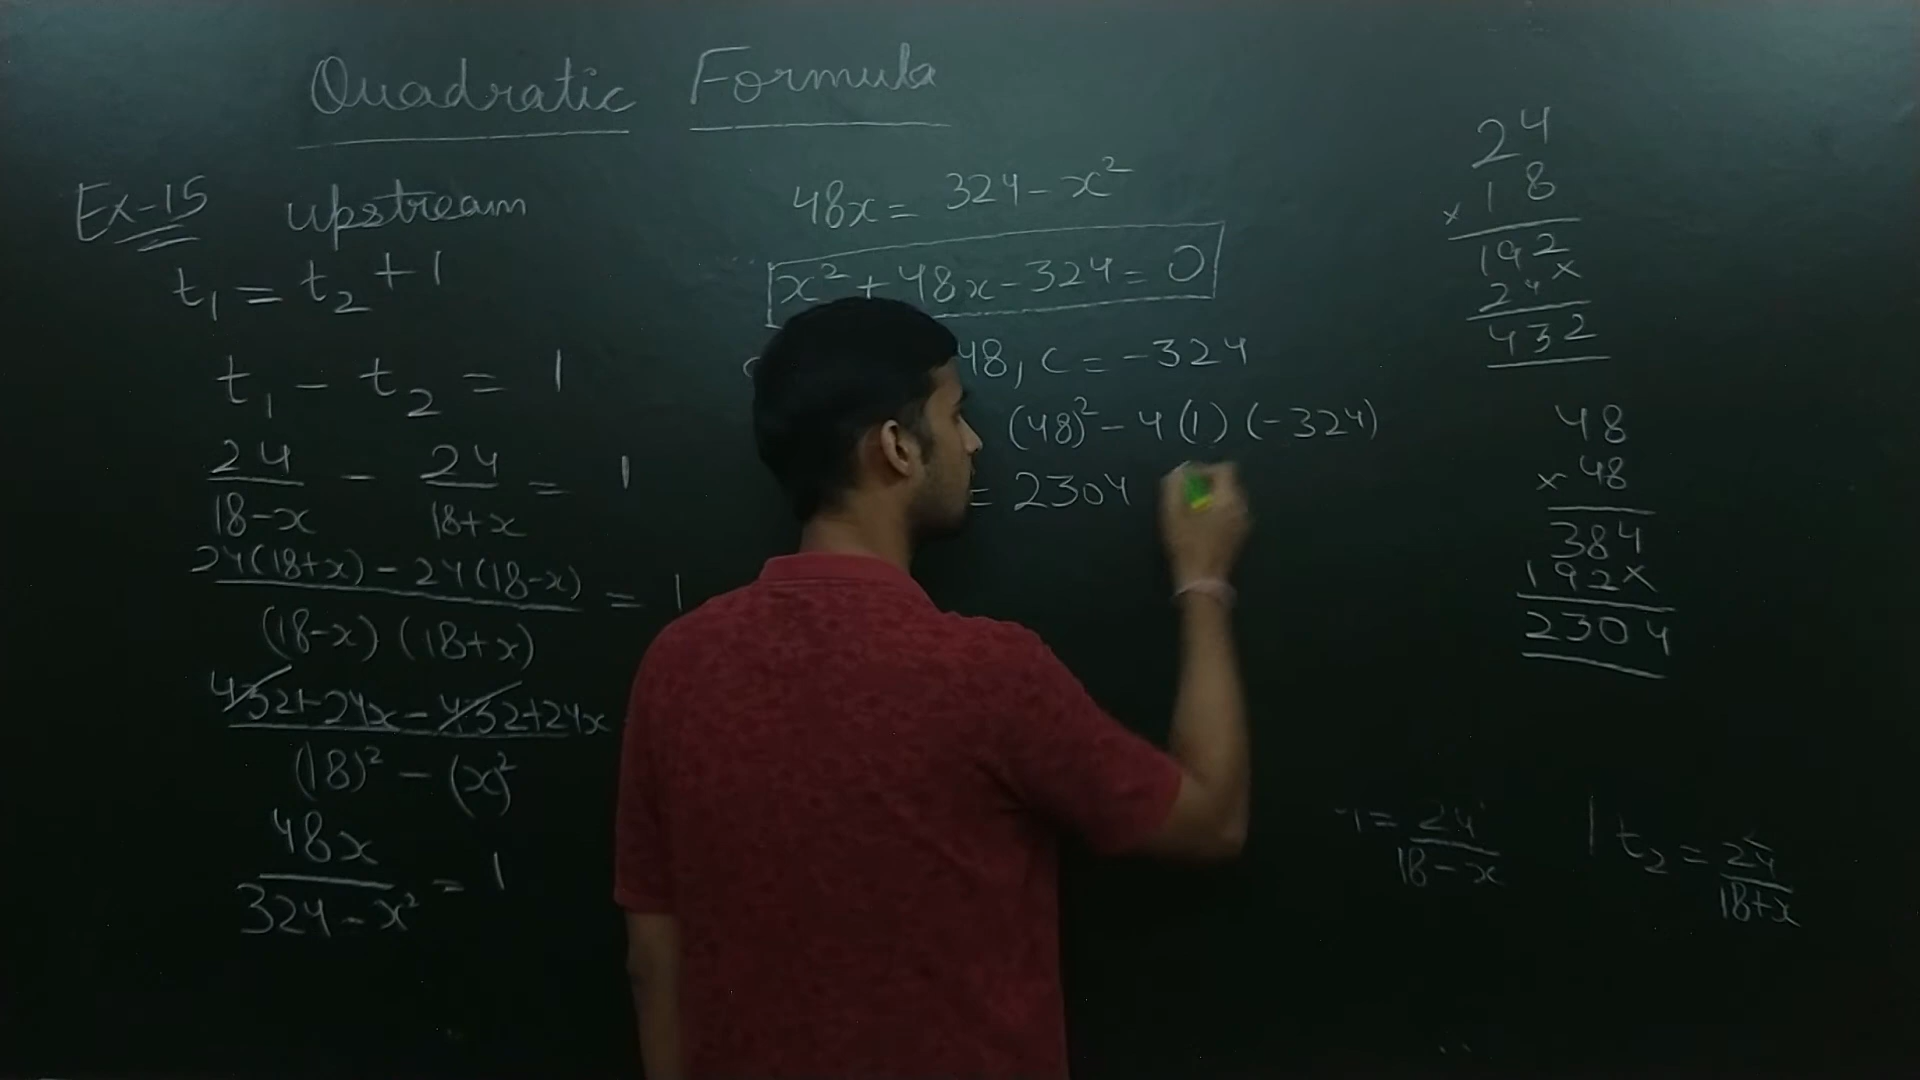 Quadratic Formula
Ex-15 upstream
t₁ = t₂ + 1
t₁ - t₂ = 1
24/18-x - 24/18+x = 1
24(18+x) - 24(18-x)/(18-x)(18+x) = 1
432+24x-432+24x/(18)² - (x)²
48x/324-x² = 1
48x = 324-x²
x² + 48x - 324 = 0
48, c = -324
(48)² - 4(1)(-324)
= 2304
24
× 18
192
24×
432
48
× 48
384
192×
2304
= 24/18-x | t₂ = 24/18+x